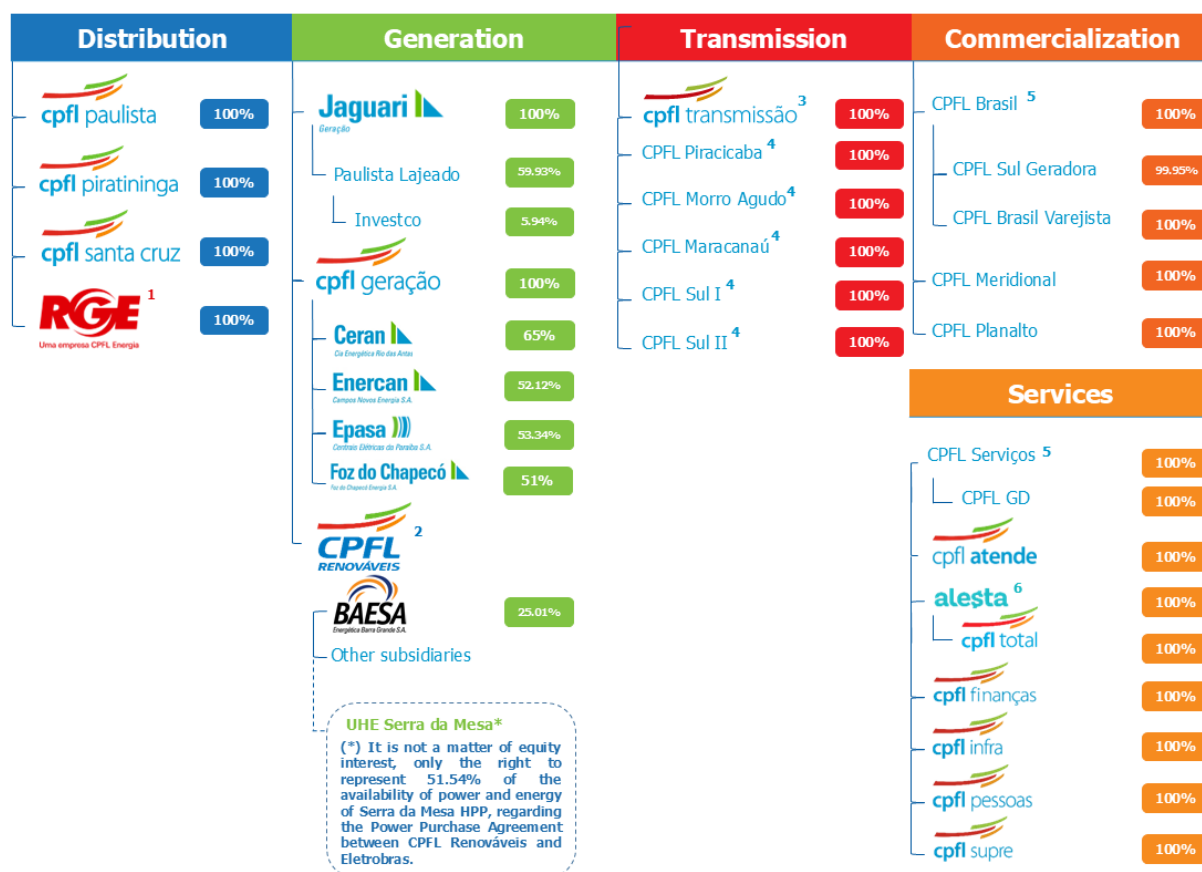 Distribution
cpfl paulista
100%
cpfl piratininga
100%
cpfl santa cruz
100%
RGE 1
Uma empresa CPFL Energia
100%
Generation
Jaguari
Geração
100%
Paulista Lajeado
59.93%
Investco
5.94%
cpfl geração
100%
Ceran
Cia Energética Rio das Antas
65%
Enercan
Campos Novos Energia S.A.
52.12%
Epasa
Centrais Elétricas da Paraíba S.A.
53.34%
Foz do Chapecó
Foz do Chapecó Energia S.A.
51%
CPFL 2
RENOVÁVEIS
BAESA
Energética Barra Grande S.A.
25.01%
Other subsidiaries
UHE Serra da Mesa*
(*) It is not a matter of equity
interest, only the right to
represent 51.54% of the
availability of power and energy
of Serra da Mesa HPP, regarding
the Power Purchase Agreement
between CPFL Renováveis and
Eletrobras.
Transmission
cpfl transmissão 3
100%
CPFL Piracicaba 4
100%
CPFL Morro Agudo 4
100%
CPFL Maracanaú 4
100%
CPFL Sul I 4
100%
CPFL Sul II 4
100%
Commercialization
CPFL Brasil 5
100%
CPFL Sul Geradora
99.95%
CPFL Brasil Varejista
100%
CPFL Meridional
100%
CPFL Planalto
100%
Services
CPFL Serviços 5
100%
CPFL GD
100%
cpfl atende
100%
alesta 6
100%
cpfl total
100%
cpfl finanças
100%
cpfl infra
100%
cpfl pessoas
100%
cpfl supre
100%